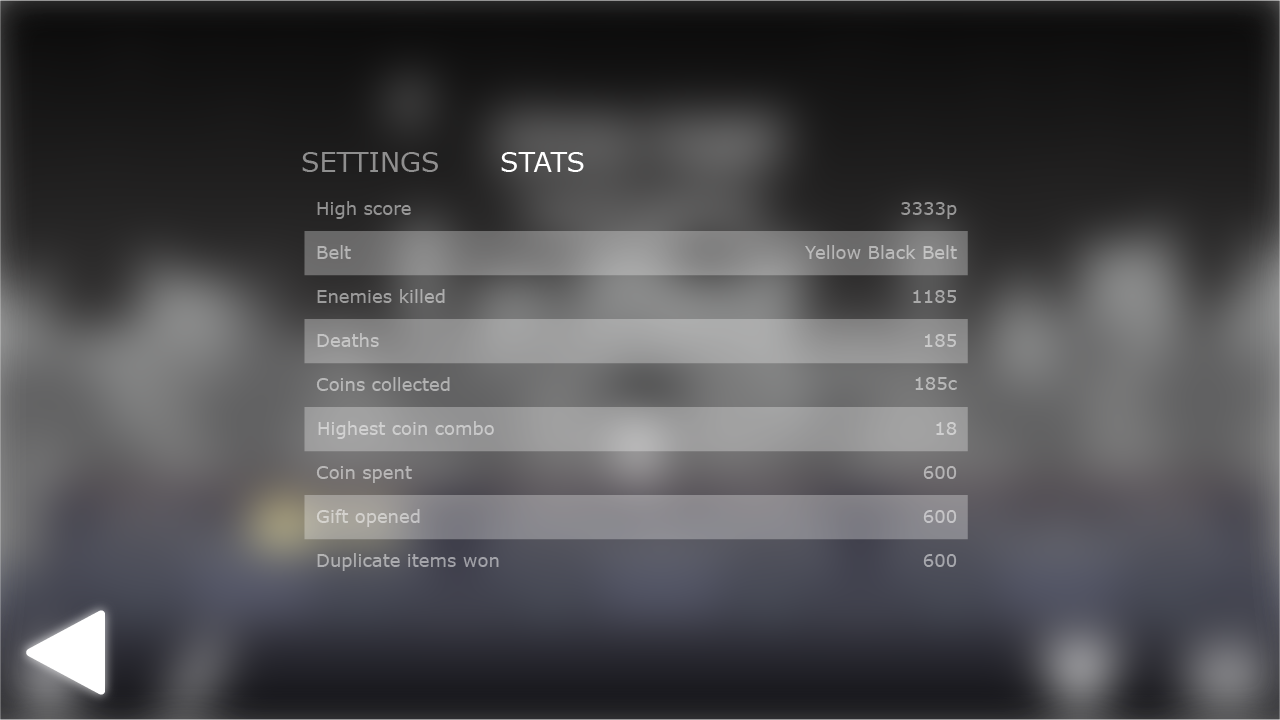 SETTINGS STATS
High score 3333p
Belt Yellow Black Belt
Enemies killed 1185
Deaths 185
Coins collected 185c
Highest coin combo 18
Coin spent 600
Gift opened 600
Duplicate items won 600